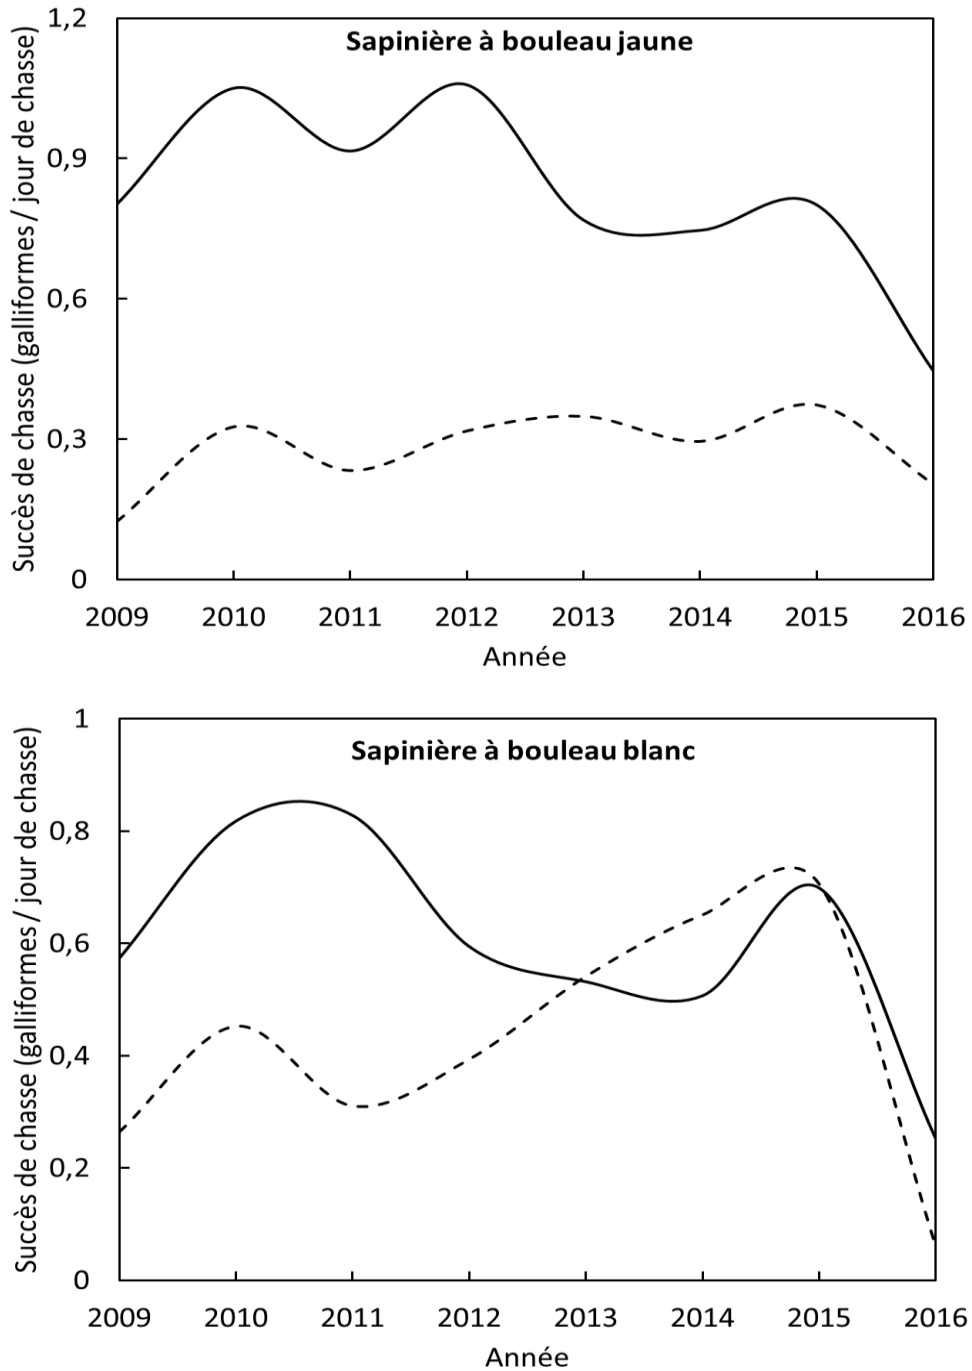 Sapinière à bouleau jaune
Succès de chasse (galliformes / jour de chasse)
1,2
0,9
0,6
0,3
0
2009 2010 2011 2012 2013 2014 2015 2016
Année
Sapinière à bouleau blanc
Succès de chasse (galliformes / jour de chasse)
1
0,8
0,6
0,4
0,2
0
2009 2010 2011 2012 2013 2014 2015 2016
Année